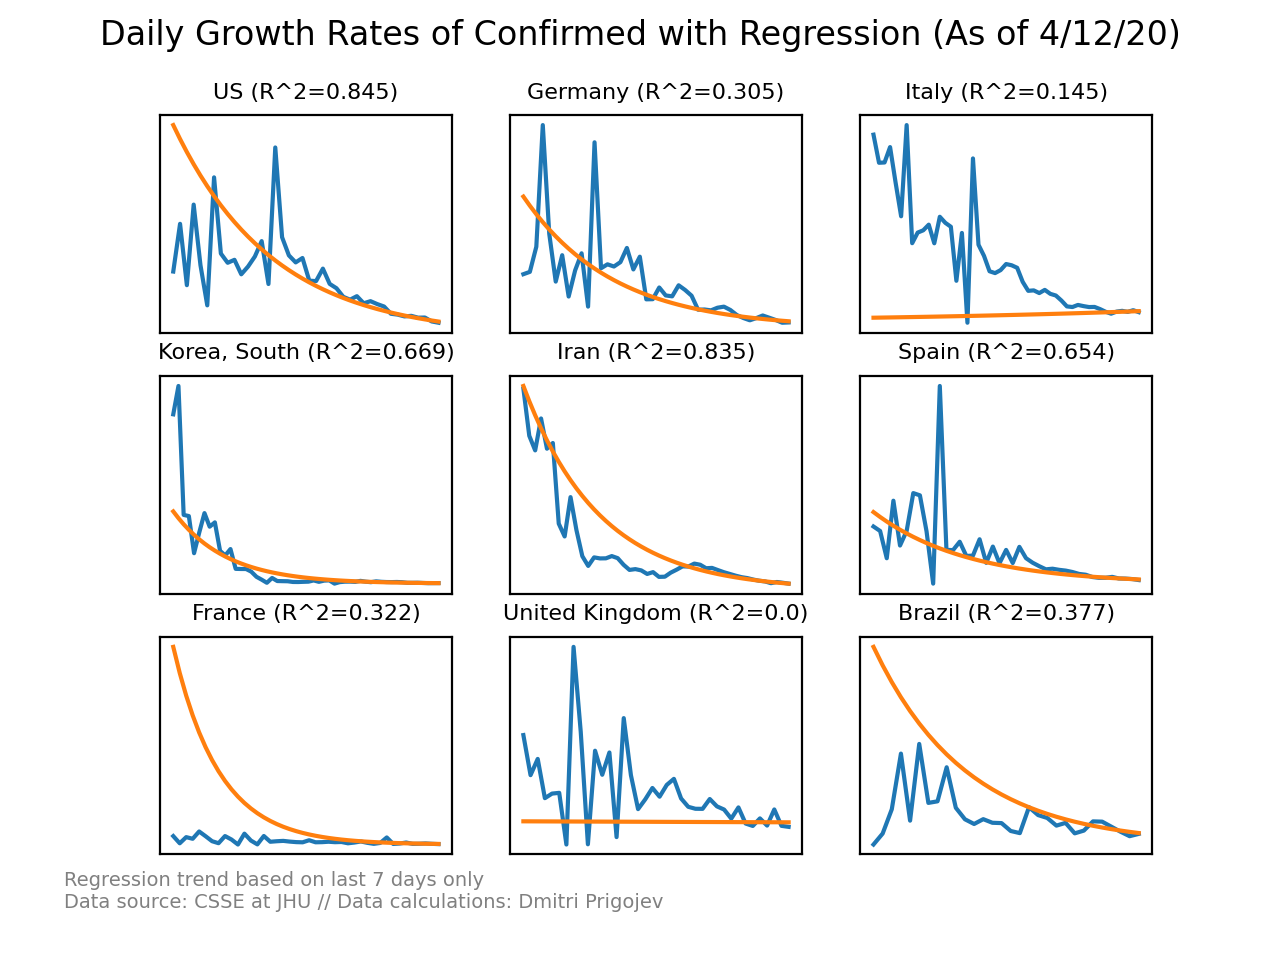 Daily Growth Rates of Confirmed with Regression (As of 4/12/20)
US (R^2=0.845)
Germany (R^2=0.305)
Italy (R^2=0.145)
Korea, South (R^2=0.669)
Iran (R^2=0.835)
Spain (R^2=0.654)
France (R^2=0.322)
United Kingdom (R^2=0.0)
Brazil (R^2=0.377)
Regression trend based on last 7 days only
Data source: CSSE at JHU // Data calculations: Dmitri Prigojev